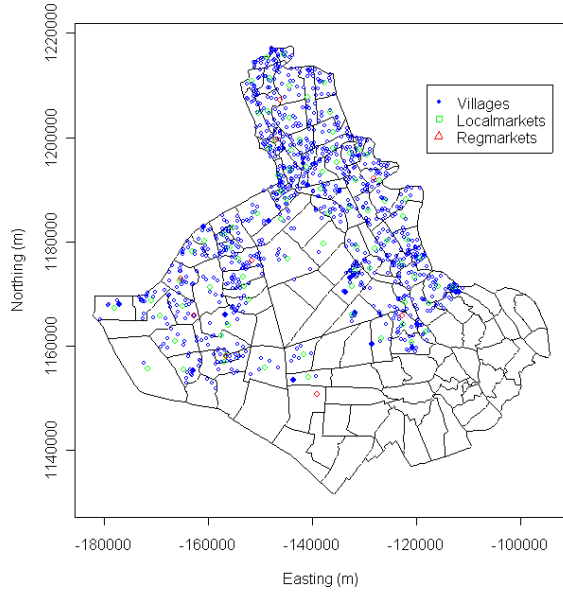 1220000
1200000
1180000
1160000
1140000
Northing (m)
Villages
Localmarkets
Regmarkets
-180000
-160000
-140000
-120000
-100000
Easting (m)